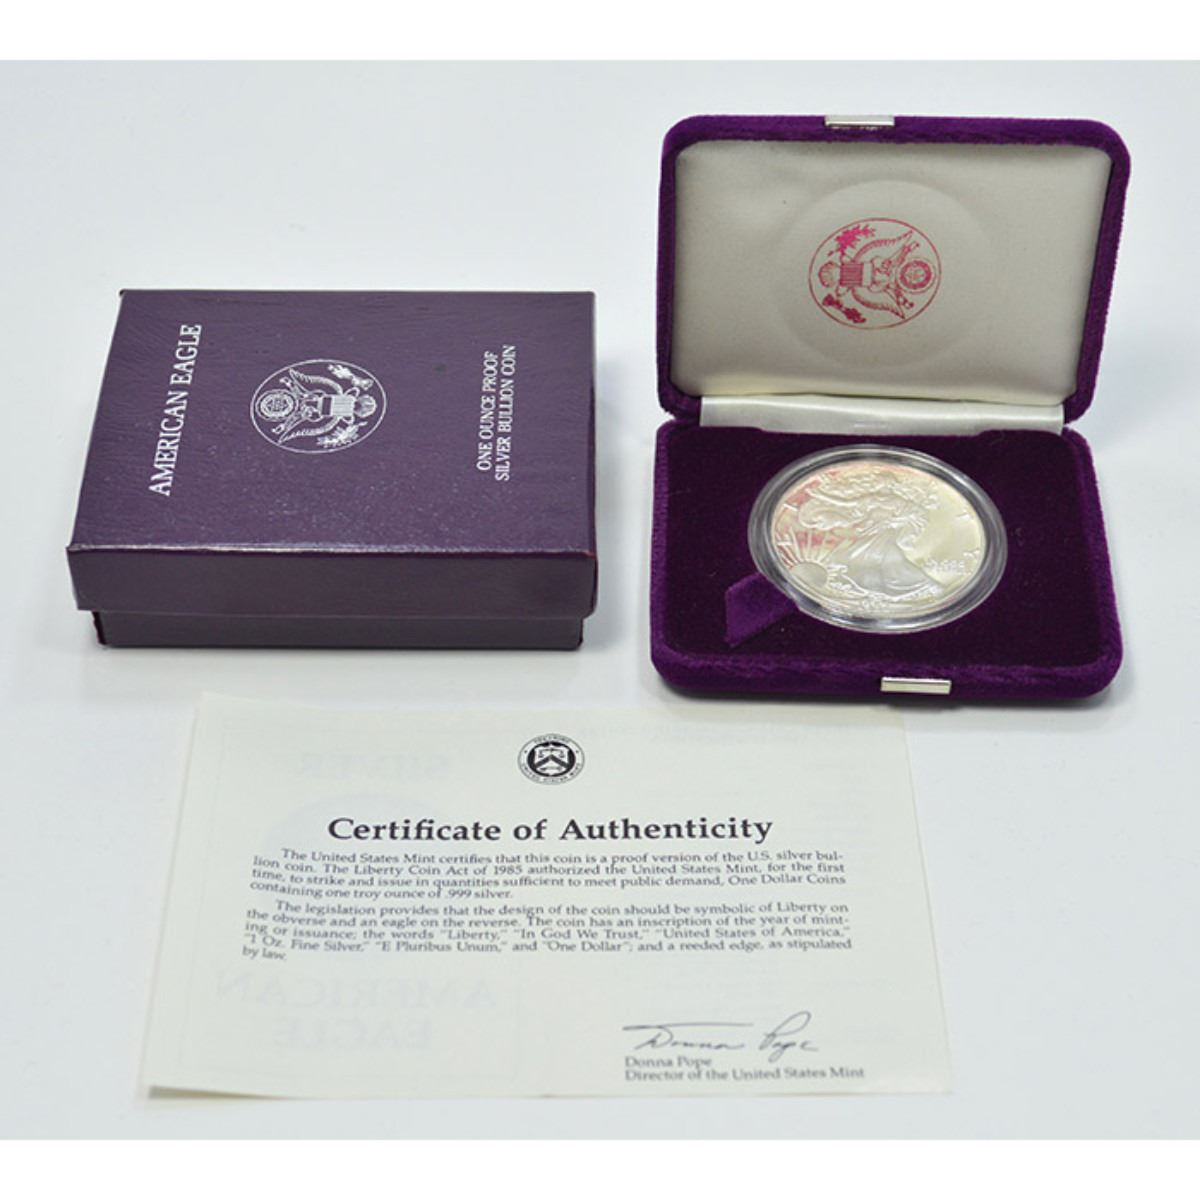 AMERICAN EAGLE
ONE OUNCE PROOF
SILVER BULLION COIN
Certificate of Authenticity
The United States Mint certifies that this coin is a proof version of the U.S. silver bul-
lion coin. The Liberty Coin Act of 1985 authorized the United States Mint, for the first
time, to strike and issue in quantities sufficient to meet public demand, One Dollar Coins
containing one troy ounce of .999 silver.
The legislation provides that the design of the coin should be symbolic of Liberty on
the obverse and an eagle on the reverse. The coin has an inscription of the year of mint-
ing or issuance; the words "Liberty," "In God We Trust," "United States of America,"
"1 Oz. Fine Silver," "E Pluribus Unum," and "One Dollar"; and a reeded edge, as stipulated
by law.
Donna Pope
Donna Pope
Director of the United States Mint
SILVER
AMERICAN
EAGLE